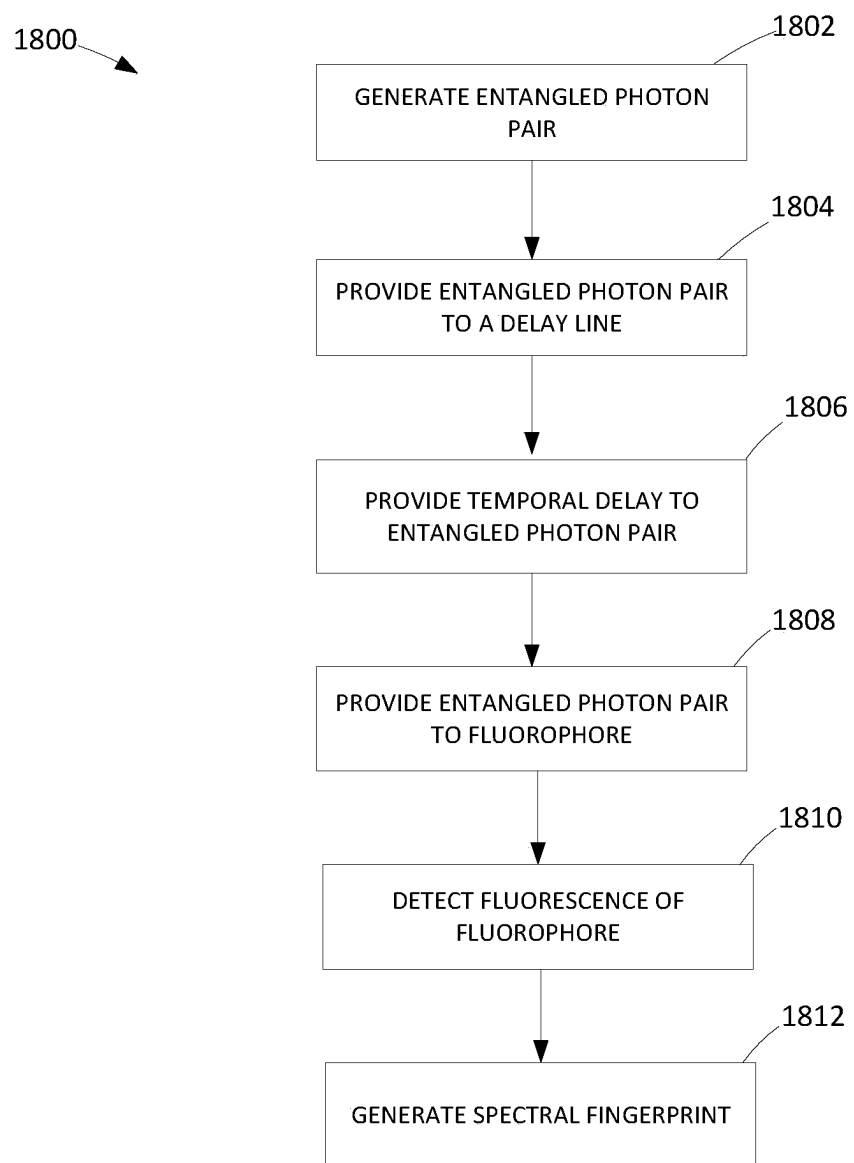 1800
1802
GENERATE ENTANGLED PHOTON
PAIR
1804
PROVIDE ENTANGLED PHOTON PAIR
TO A DELAY LINE
1806
PROVIDE TEMPORAL DELAY TO
ENTANGLED PHOTON PAIR
1808
PROVIDE ENTANGLED PHOTON PAIR
TO FLUOROPHORE
1810
DETECT FLUORESCENCE OF
FLUOROPHORE
1812
GENERATE SPECTRAL FINGERPRINT